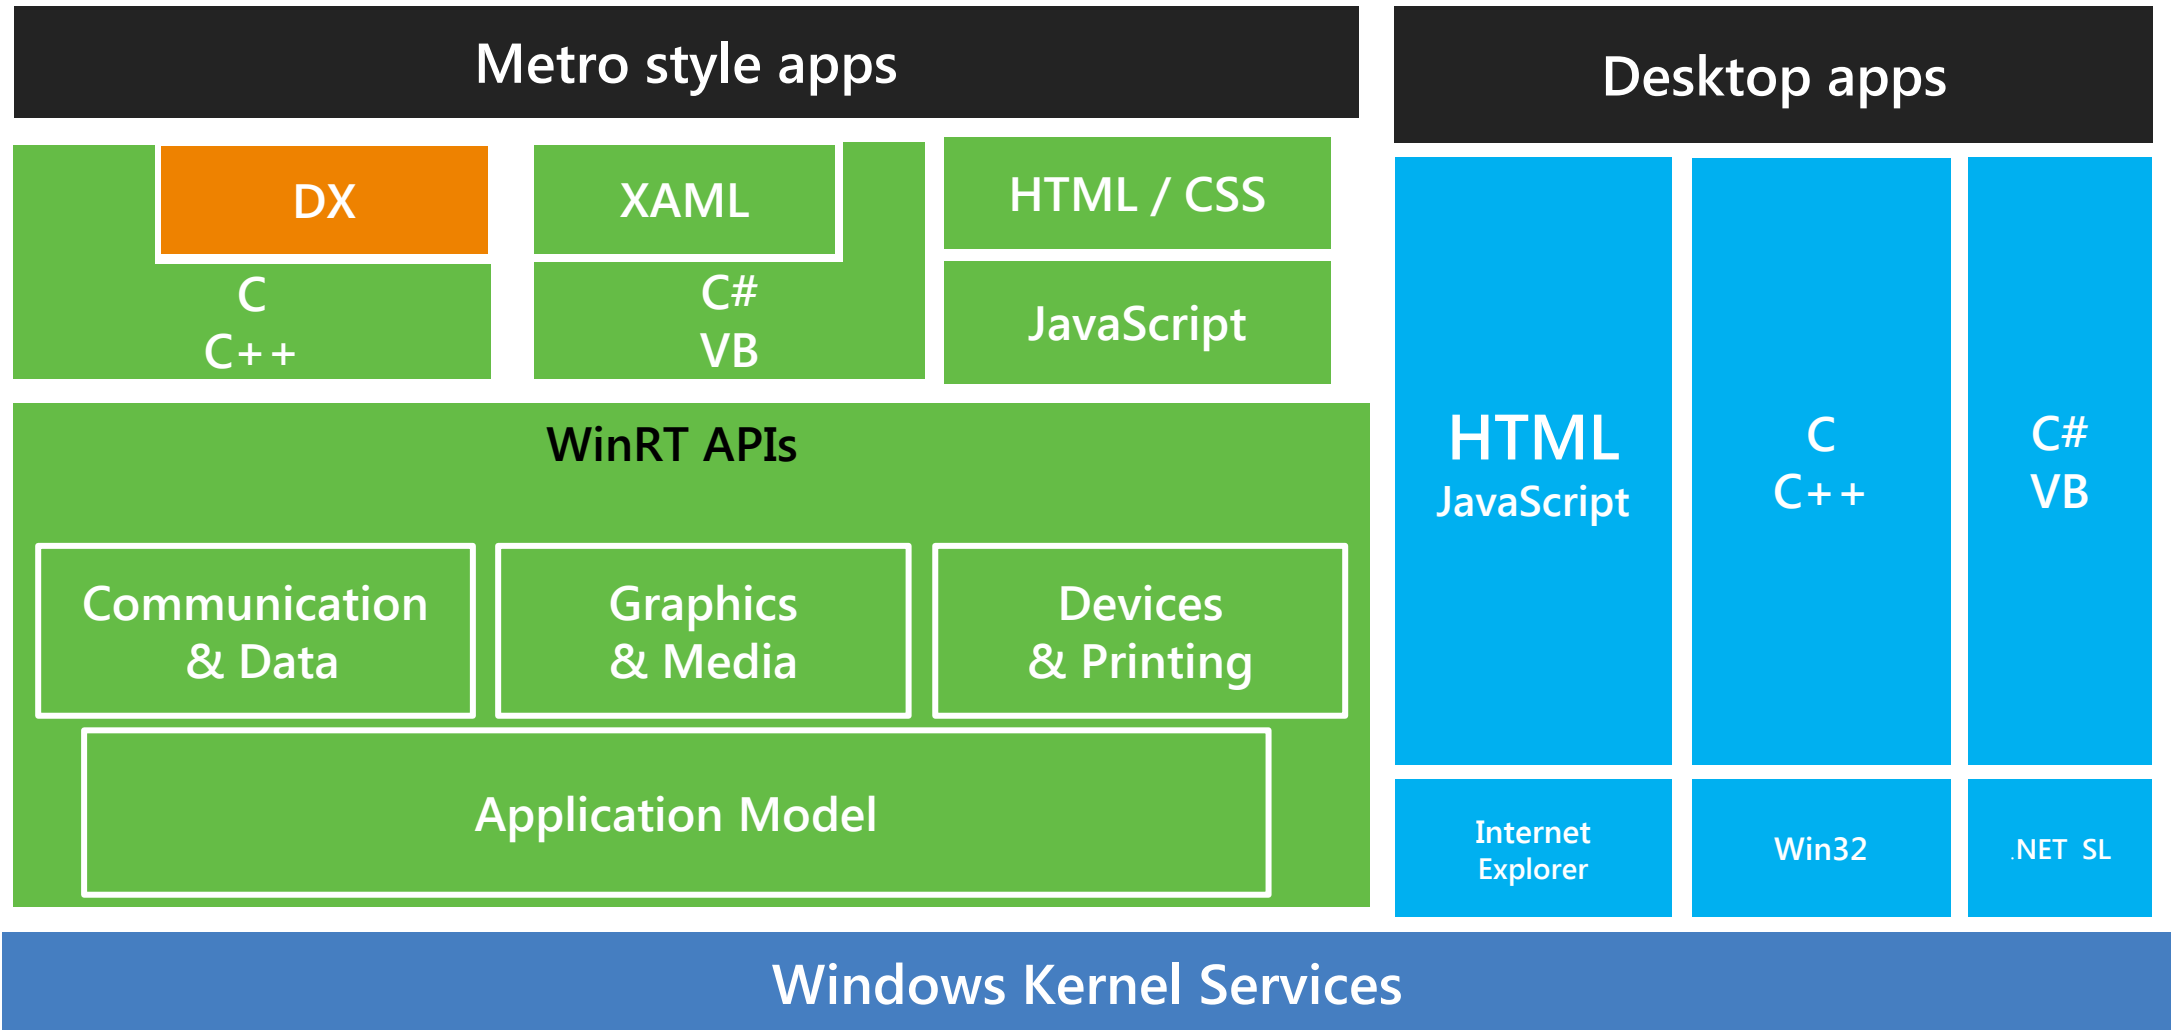 Metro style apps
Desktop apps
DX
XAML
HTML / CSS
C
C++
C#
VB
JavaScript
WinRT APIs
Communication
& Data
Graphics
& Media
Devices
& Printing
Application Model
HTML
JavaScript
C
C++
C#
VB
Internet
Explorer
Win32
.NET SL
Windows Kernel Services